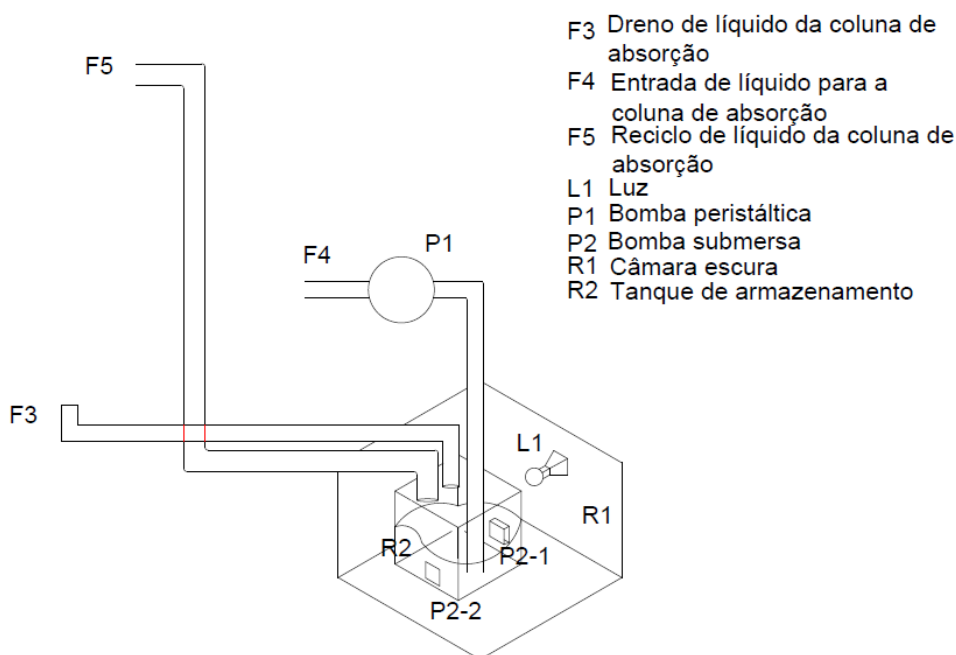 F3 Dreno de líquido da coluna de
absorção
F4 Entrada de líquido para a
coluna de absorção
F5 Reciclo de líquido da coluna de
absorção
L1 Luz
P1 Bomba peristáltica
P2 Bomba submersa
R1 Câmara escura
R2 Tanque de armazenamento
F5
F4
P1
F3
L1
R1
R2
P2-1
P2-2